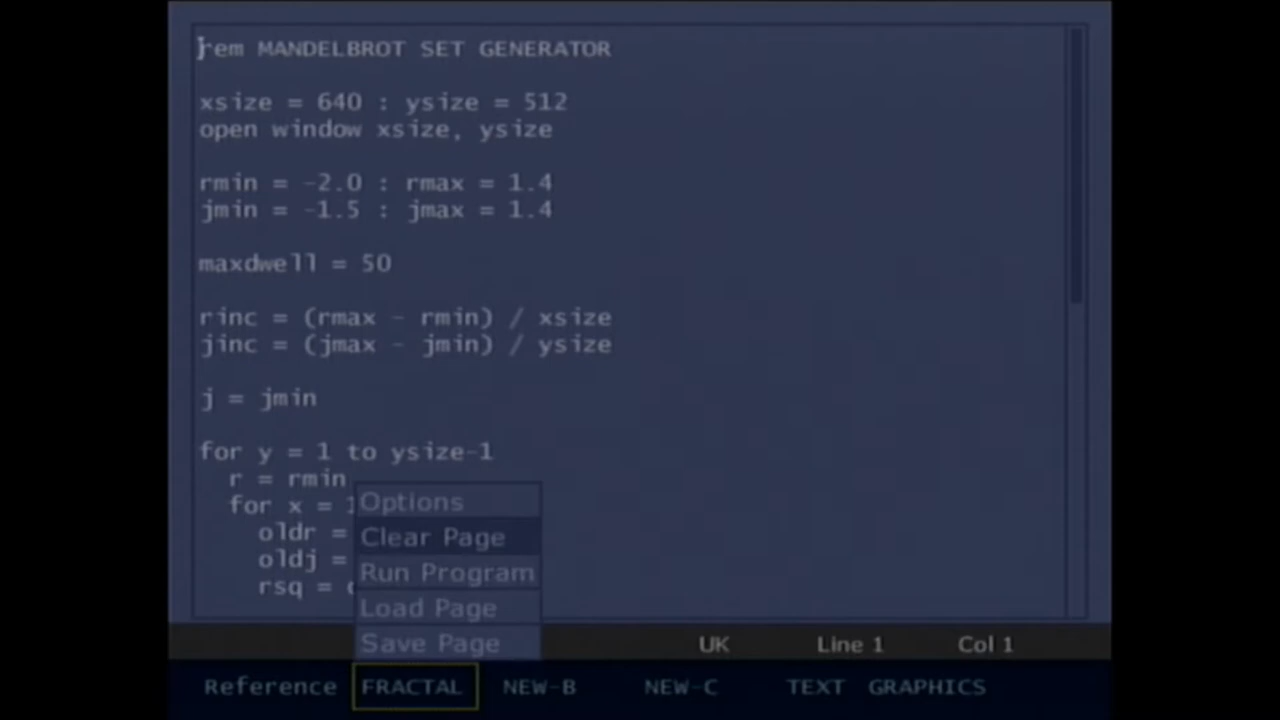 rem MANDELBROT SET GENERATOR
xsize = 640 : ysize = 512
open window xsize, ysize
rmin = -2.0 : rmax = 1.4
jmin = -1.5 : jmax = 1.4
maxdwell = 50
rinc = (rmax - rmin) / xsize
jinc = (jmax - jmin) / ysize
j = jmin
for y = 1 to ysize-1
r = rmin
for x = 1
oldr =
oldj =
rsq =
Options
Clear Page
Run Program
Load Page
Save Page
UK Line 1 Col 1
Reference FRACTAL NEW-B NEW-C TEXT GRAPHICS